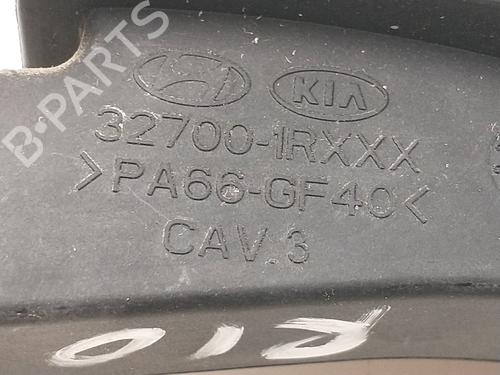 B-PARTS
KIA
32700-1RXXX
>PA66-GF40<
CAV.3
RIO